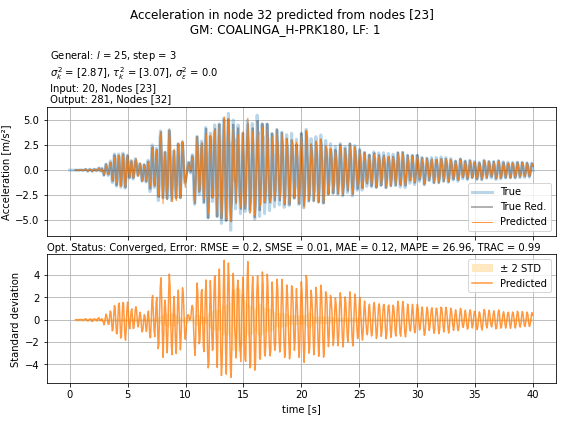 Acceleration in node 32 predicted from nodes [23]
GM: COALINGA_H-PRK180, LF: 1
General: l = 25, step = 3
σ²ₖ = [2.87], τ²ₖ = [3.07], σ²ε = 0.0
Input: 20, Nodes [23]
Output: 281, Nodes [32]
Acceleration [m/s²]
5.0
2.5
0.0
−2.5
−5.0
True
True Red.
Predicted
Opt. Status: Converged, Error: RMSE = 0.2, SMSE = 0.01, MAE = 0.12, MAPE = 26.96, TRAC = 0.99
Standard deviation
4
2
0
−2
−4
± 2 STD
Predicted
0 5 10 15 20 25 30 35 40
time [s]